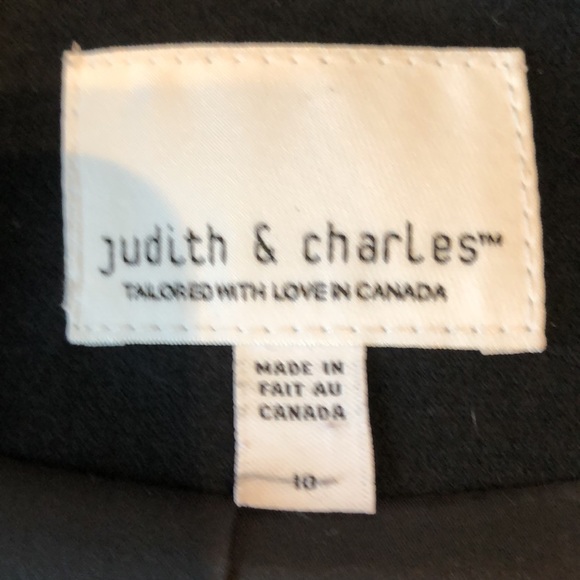 judith & charles™
TAILORED WITH LOVE IN CANADA
MADE IN
FAIT AU
CANADA
10